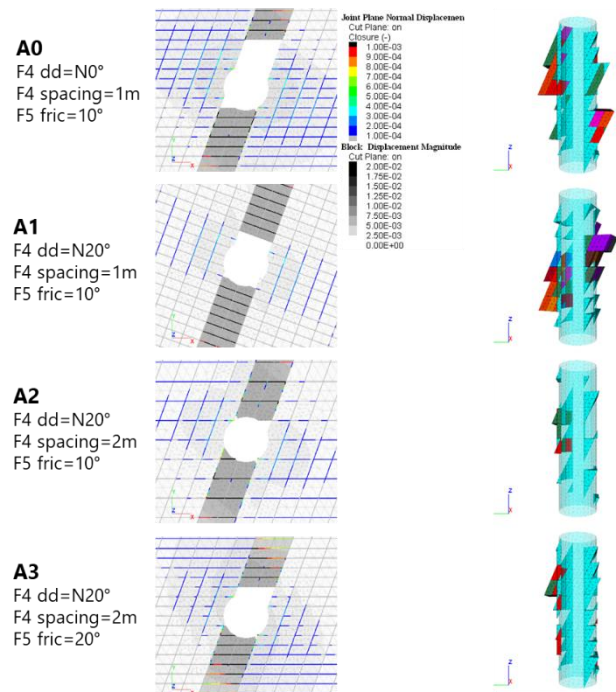 A0
F4 dd=N0°
F4 spacing=1m
F5 fric=10°
Joint Plane Normal Displacemen
Cut Plane: on
Closure (-)
1.00E-03
9.00E-04
8.00E-04
7.00E-04
6.00E-04
5.00E-04
4.00E-04
3.00E-04
2.00E-04
1.00E-04
Block: Displacement Magnitude
Cut Plane: on
2.00E-02
1.75E-02
1.50E-02
1.25E-02
1.00E-02
7.50E-03
5.00E-03
2.50E-03
0.00E+00
A1
F4 dd=N20°
F4 spacing=1m
F5 fric=10°
A2
F4 dd=N20°
F4 spacing=2m
F5 fric=10°
A3
F4 dd=N20°
F4 spacing=2m
F5 fric=20°